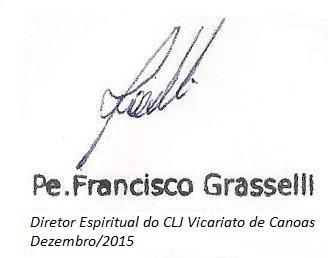 Pe.Francisco Grasselli
Diretor Espiritual do CLJ Vicariato de Canoas
Dezembro/2015